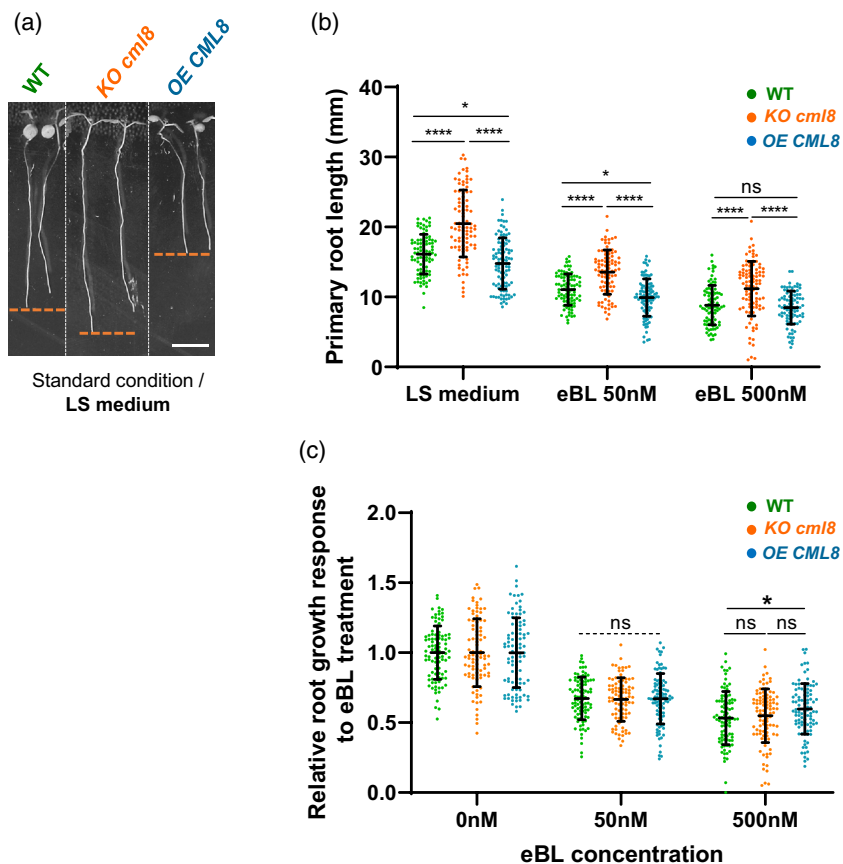 (a)
WT
KO cml8
OE CML8
Standard condition /
LS medium
(b)
Primary root length (mm)
40
30
20
10
0
WT
KO cml8
OE CML8
*
**** ****
*
**** ****
ns
**** ****
LS medium eBL 50nM eBL 500nM
(c)
Relative root growth response
to eBL treatment
2.0
1.5
1.0
0.5
0.0
WT
KO cml8
OE CML8
ns
*
ns ns
0nM 50nM 500nM
eBL concentration